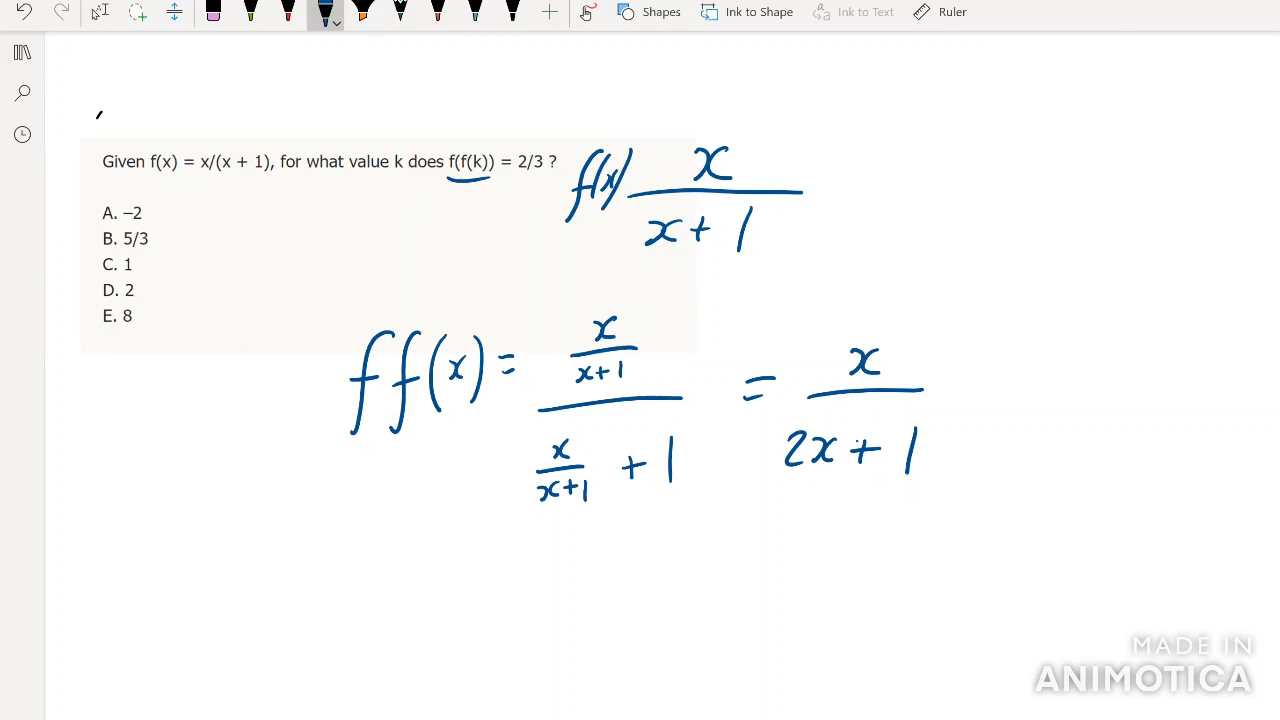 Shapes Ink to Shape Ink to Text Ruler
Given f(x) = x/(x + 1), for what value k does f(f(k)) = 2/3 ?
A. –2
B. 5/3
C. 1
D. 2
E. 8
f(x) x
x + 1
f f (x) = x
x+1
x
x+1 + 1
= x
2x + 1
MADE IN
ANIMOTICA